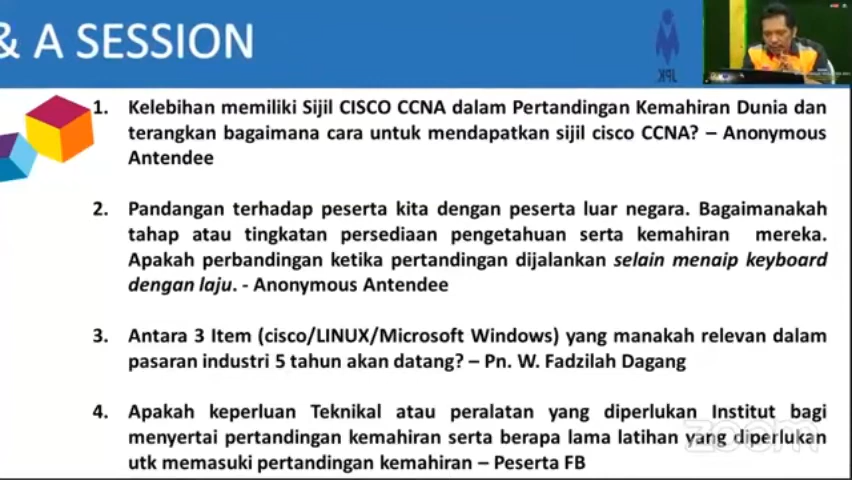 & A SESSION
JPK
1. Kelebihan memiliki Sijil CISCO CCNA dalam Pertandingan Kemahiran Dunia dan
terangkan bagaimana cara untuk mendapatkan sijil cisco CCNA? – Anonymous
Antendee
2. Pandangan terhadap peserta kita dengan peserta luar negara. Bagaimanakah
tahap atau tingkatan persediaan pengetahuan serta kemahiran mereka.
Apakah perbandingan ketika pertandingan dijalankan selain menaip keyboard
dengan laju. - Anonymous Antendee
3. Antara 3 Item (cisco/LINUX/Microsoft Windows) yang manakah relevan dalam
pasaran industri 5 tahun akan datang? – Pn. W. Fadzilah Dagang
4. Apakah keperluan Teknikal atau peralatan yang diperlukan Institut bagi
menyertai pertandingan kemahiran serta berapa lama latihan yang diperlukan
utk memasuki pertandingan kemahiran – Peserta FB
zoom